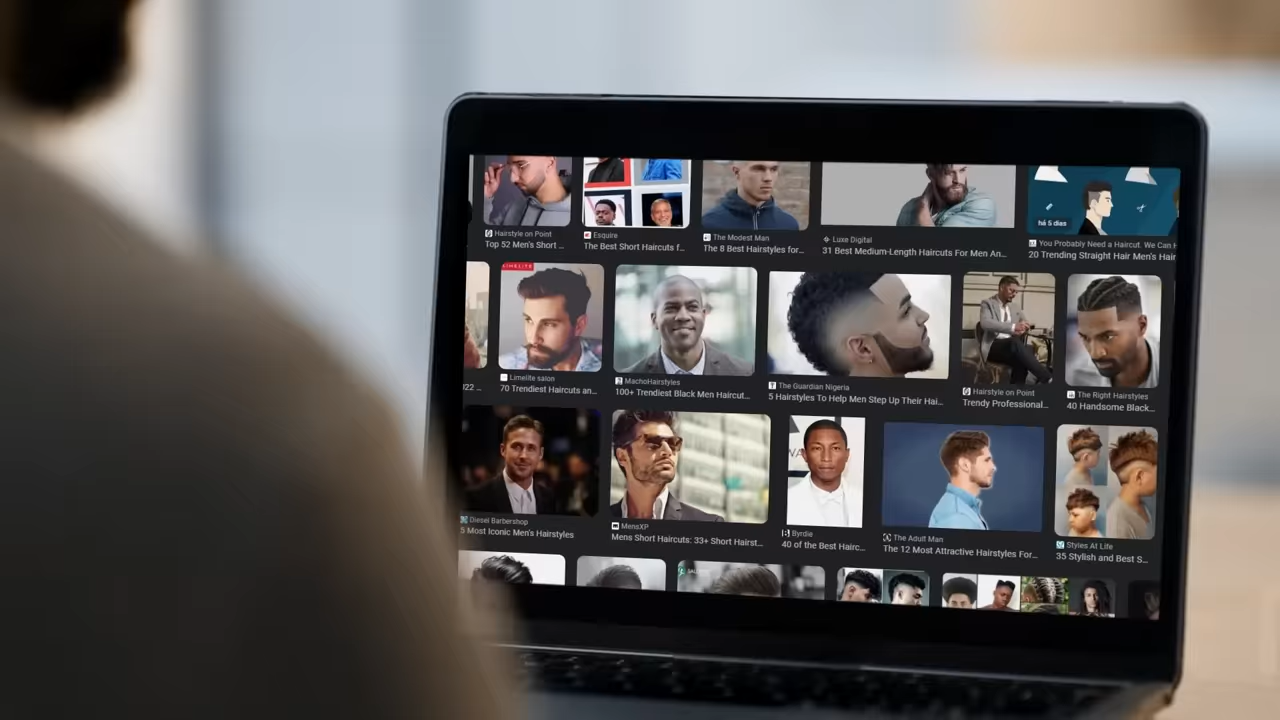 Hairstyle on Point
Top 52 Men's Short ...
Esquire
The Best Short Haircuts f...
The Modest Man
The 8 Best Hairstyles for...
Luxe Digital
31 Best Medium-Length Haircuts For Men An...
há 5 dias
You Probably Need a Haircut. We Can H
20 Trending Straight Hair Men's Hair
022 ...
LIMELITE
Limelite salon
70 Trendiest Haircuts an...
MachoHairstyles
100+ Trendiest Black Men Haircut...
The Guardian Nigeria
5 Hairstyles To Help Men Step Up Their Hai...
Hairstyle on Point
Trendy Professional...
The Right Hairstyles
40 Handsome Black...
Diesel Barbershop
5 Most Iconic Men's Hairstyles
MensXP
Mens Short Haircuts: 33+ Short Hairst...
Byrdie
40 of the Best Hairc...
The Adult Man
The 12 Most Attractive Hairstyles For...
Styles At Life
35 Stylish and Best S...